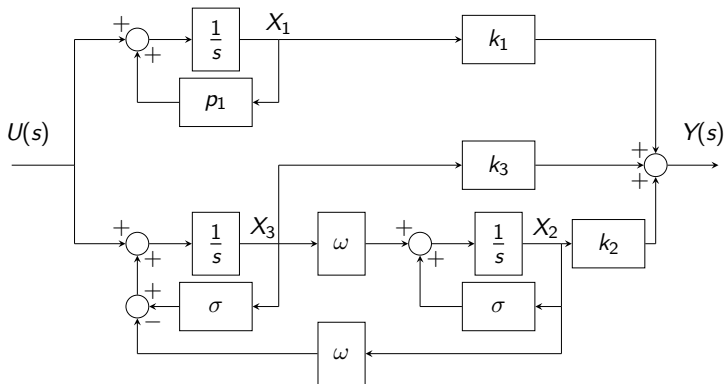 X₁
+
+
1/s
k₁
p₁
U(s)
Y(s)
+
+
+
k₃
+
+
1/s
X₃
ω
+
+
1/s
X₂
k₂
+
−
σ
σ
ω